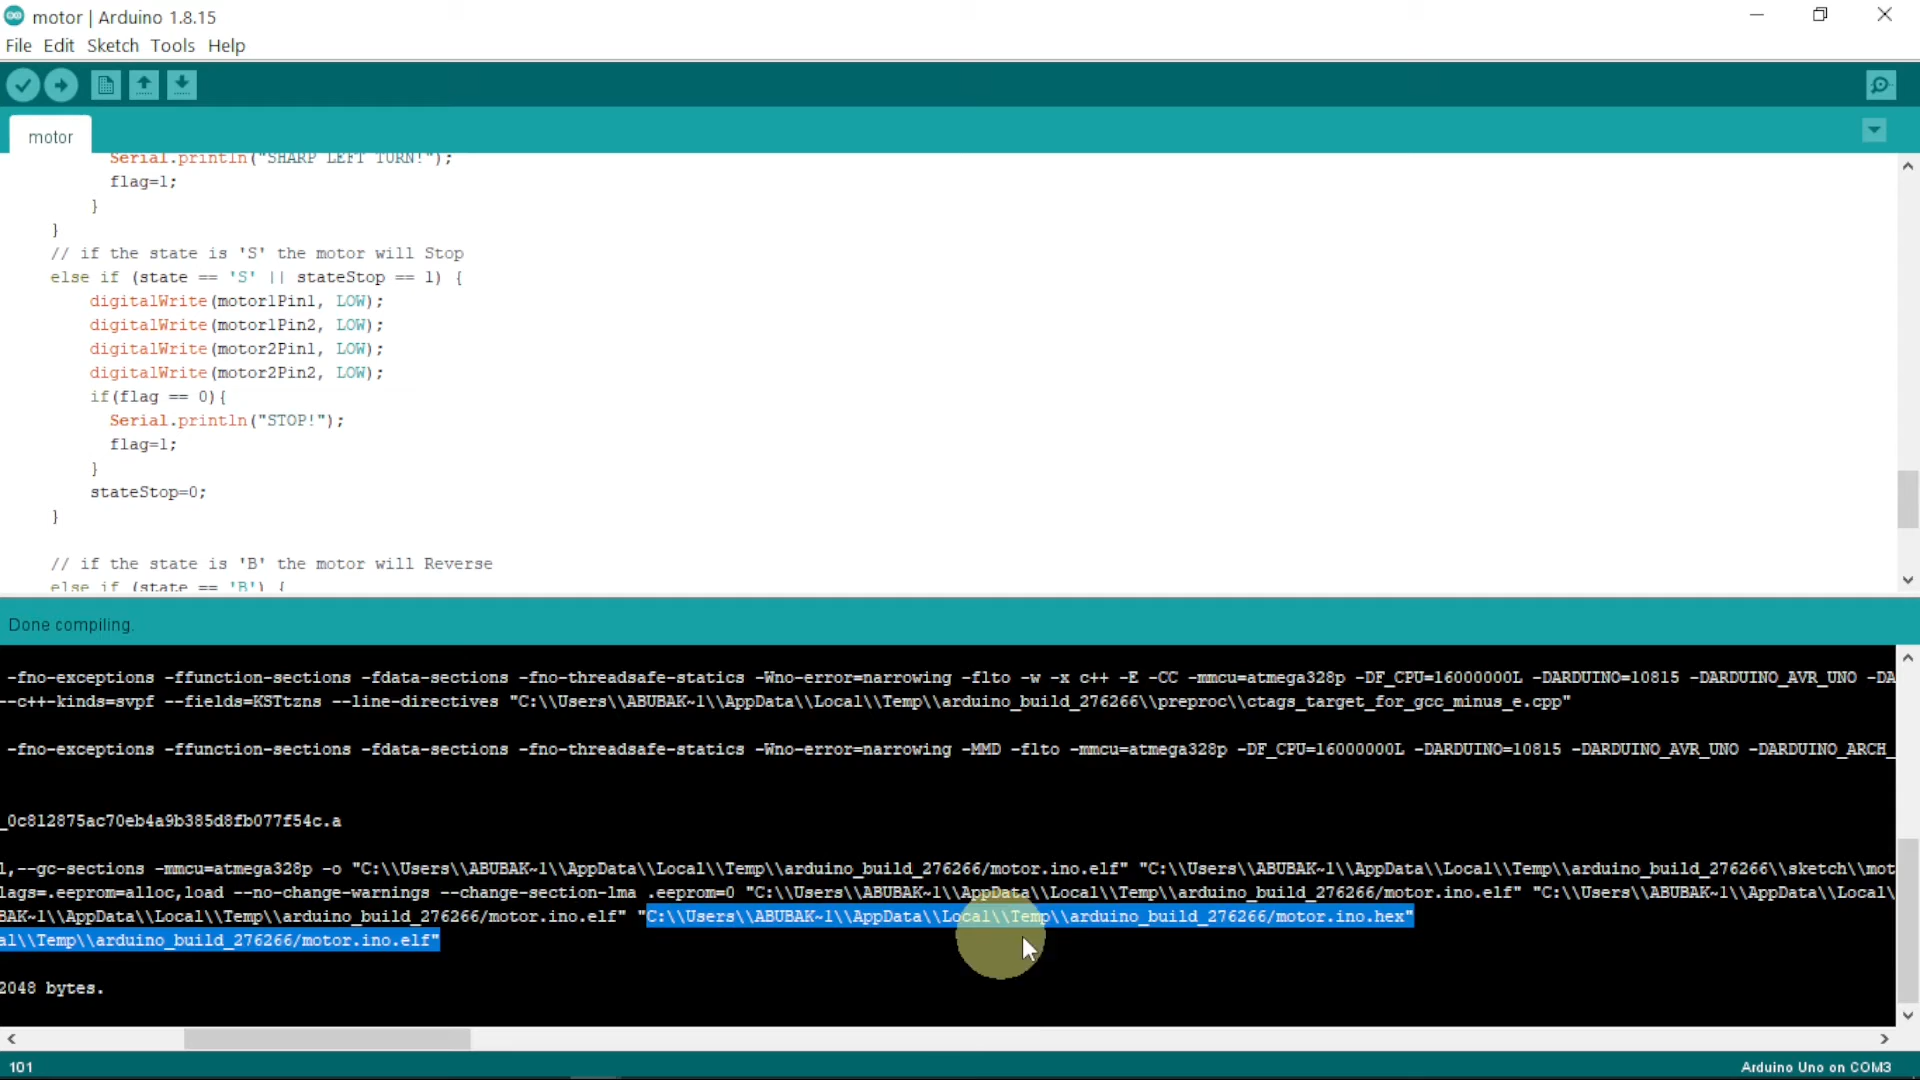 motor | Arduino 1.8.15
File Edit Sketch Tools Help
motor
Serial.println("SHARP LEFT TURN!");
flag=1;
}
}
// if the state is 'S' the motor will Stop
else if (state == 'S' || stateStop == 1) {
digitalWrite(motor1Pin1, LOW);
digitalWrite(motor1Pin2, LOW);
digitalWrite(motor2Pin1, LOW);
digitalWrite(motor2Pin2, LOW);
if(flag == 0){
Serial.println("STOP!");
flag=1;
}
stateStop=0;
}
// if the state is 'B' the motor will Reverse
else if (state == 'B') {
Done compiling.
-fno-exceptions -ffunction-sections -fdata-sections -fno-threadsafe-statics -Wno-error=narrowing -flto -w -x c++ -E -CC -mmcu=atmega328p -DF_CPU=16000000L -DARDUINO=10815 -DARDUINO_AVR_UNO -DA
--c++-kinds=svpf --fields=KSTtzns --line-directives "C:\\Users\\ABUBAK~1\\AppData\\Local\\Temp\\arduino_build_276266\\preproc\\ctags_target_for_gcc_minus_e.cpp"
-fno-exceptions -ffunction-sections -fdata-sections -fno-threadsafe-statics -Wno-error=narrowing -MMD -flto -mmcu=atmega328p -DF_CPU=16000000L -DARDUINO=10815 -DARDUINO_AVR_UNO -DARDUINO_ARCH_
_0c812875ac70eb4a9b385d8fb077f54c.a
l,--gc-sections -mmcu=atmega328p -o "C:\\Users\\ABUBAK~1\\AppData\\Local\\Temp\\arduino_build_276266/motor.ino.elf" "C:\\Users\\ABUBAK~1\\AppData\\Local\\Temp\\arduino_build_276266\\sketch\\mot
lags=.eeprom=alloc,load --no-change-warnings --change-section-lma .eeprom=0 "C:\\Users\\ABUBAK~1\\AppData\\Local\\Temp\\arduino_build_276266/motor.ino.elf" "C:\\Users\\ABUBAK~1\\AppData\\Local\
BAK~1\\AppData\\Local\\Temp\\arduino_build_276266/motor.ino.elf" "C:\\Users\\ABUBAK~1\\AppData\\Local\\Temp\\arduino_build_276266/motor.ino.hex"
al\\Temp\\arduino_build_276266/motor.ino.elf"
2048 bytes.
101
Arduino Uno on COM3